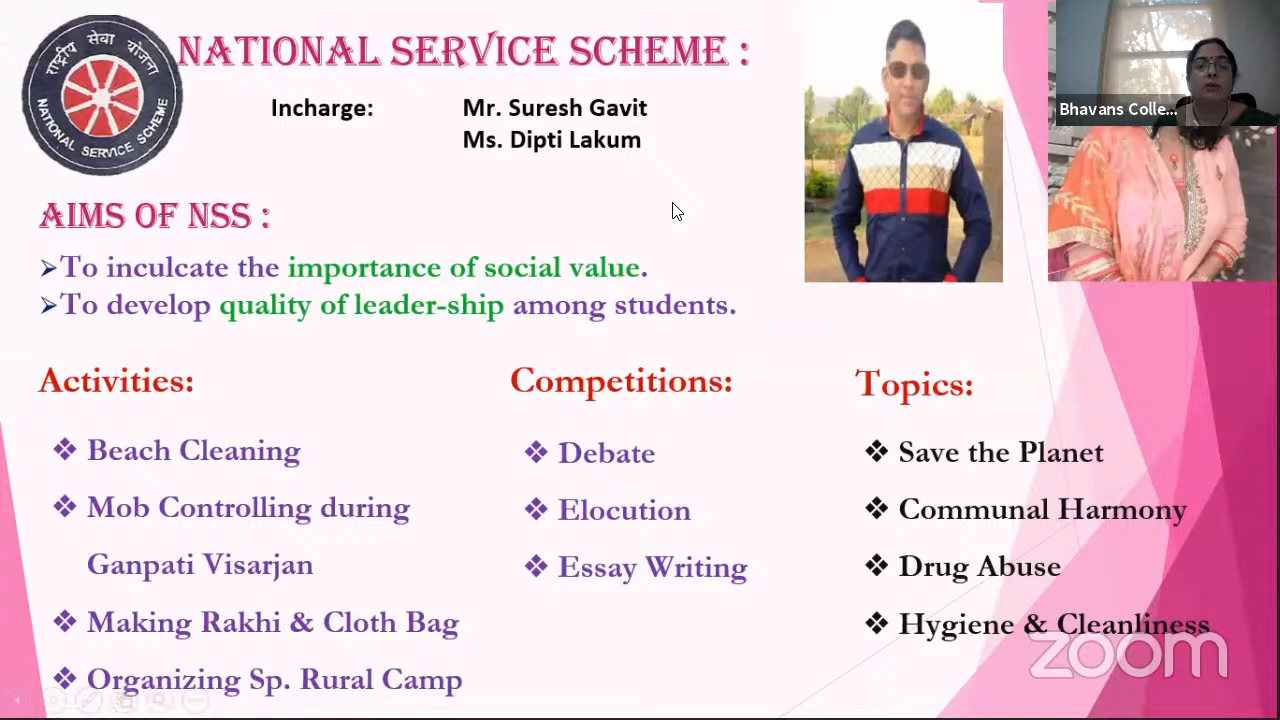 राष्ट्रीय सेवा योजना
NATIONAL SERVICE SCHEME
NATIONAL SERVICE SCHEME :
Incharge: Mr. Suresh Gavit
Ms. Dipti Lakum
Bhavans Colle...
AIMS OF NSS :
➢To inculcate the importance of social value.
➢To develop quality of leader-ship among students.
Activities:
❖ Beach Cleaning
❖ Mob Controlling during
Ganpati Visarjan
❖ Making Rakhi & Cloth Bag
❖ Organizing Sp. Rural Camp
Competitions:
❖ Debate
❖ Elocution
❖ Essay Writing
Topics:
❖ Save the Planet
❖ Communal Harmony
❖ Drug Abuse
❖ Hygiene & Cleanliness
zoom